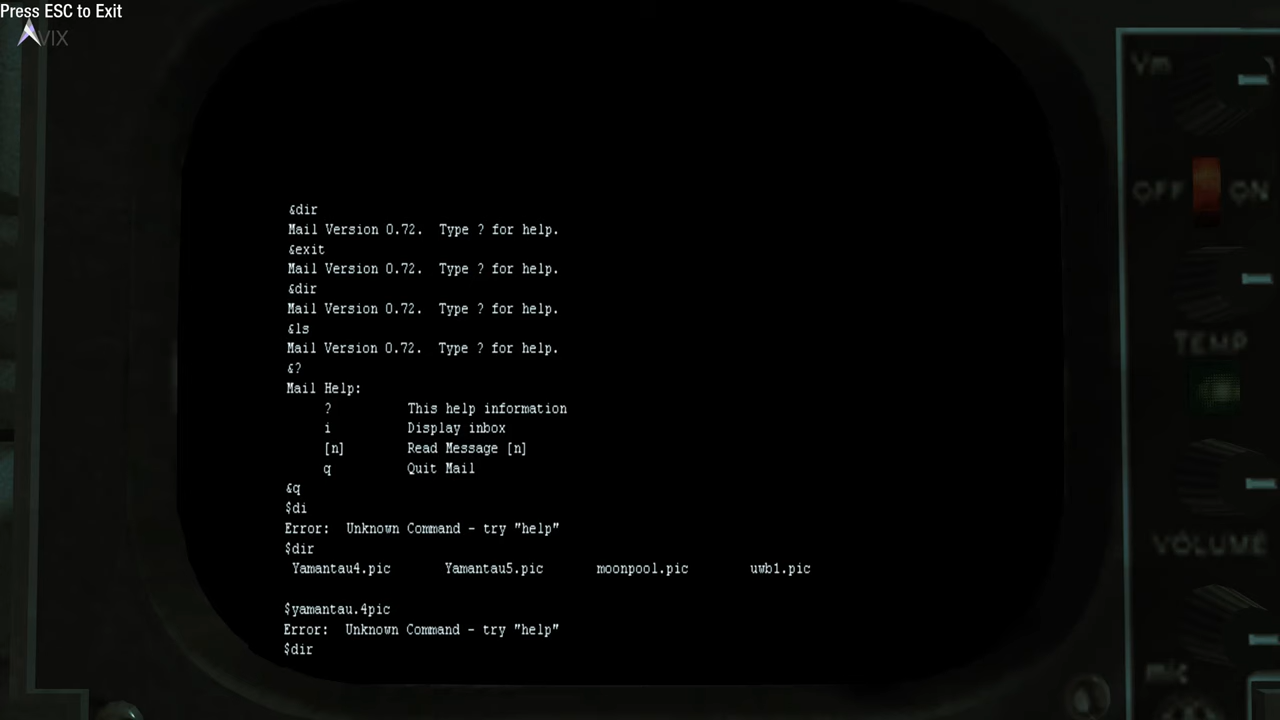 Press ESC to Exit
VIX
&dir
Mail Version 0.72.  Type ? for help.
&exit
Mail Version 0.72.  Type ? for help.
&dir
Mail Version 0.72.  Type ? for help.
&ls
Mail Version 0.72.  Type ? for help.
&?
Mail Help:
?  This help information
i  Display inbox
[n]  Read Message [n]
q  Quit Mail
&q
$di
Error:  Unknown Command - try "help"
$dir
Yamantau4.pic  Yamantau5.pic  moonpool.pic  uwb1.pic
$yamantau.4pic
Error:  Unknown Command - try "help"
$dir
Vm
OFF ON
TEMP
VOLUME
mic